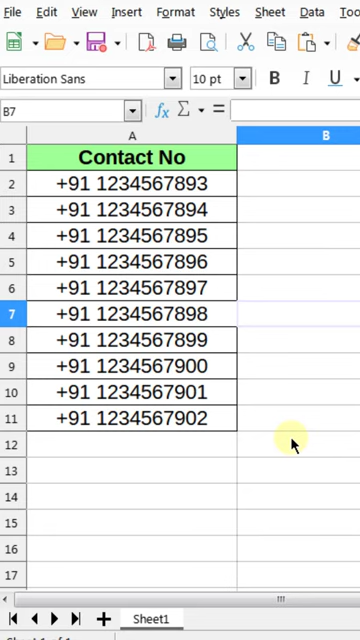 File Edit View Insert Format Styles Sheet Data
Liberation Sans 10 pt B I U
B7 fx Σ =
A B
1 Contact No
2 +91 1234567893
3 +91 1234567894
4 +91 1234567895
5 +91 1234567896
6 +91 1234567897
7 +91 1234567898
8 +91 1234567899
9 +91 1234567900
10 +91 1234567901
11 +91 1234567902
12
13
14
15
16
17
Sheet1